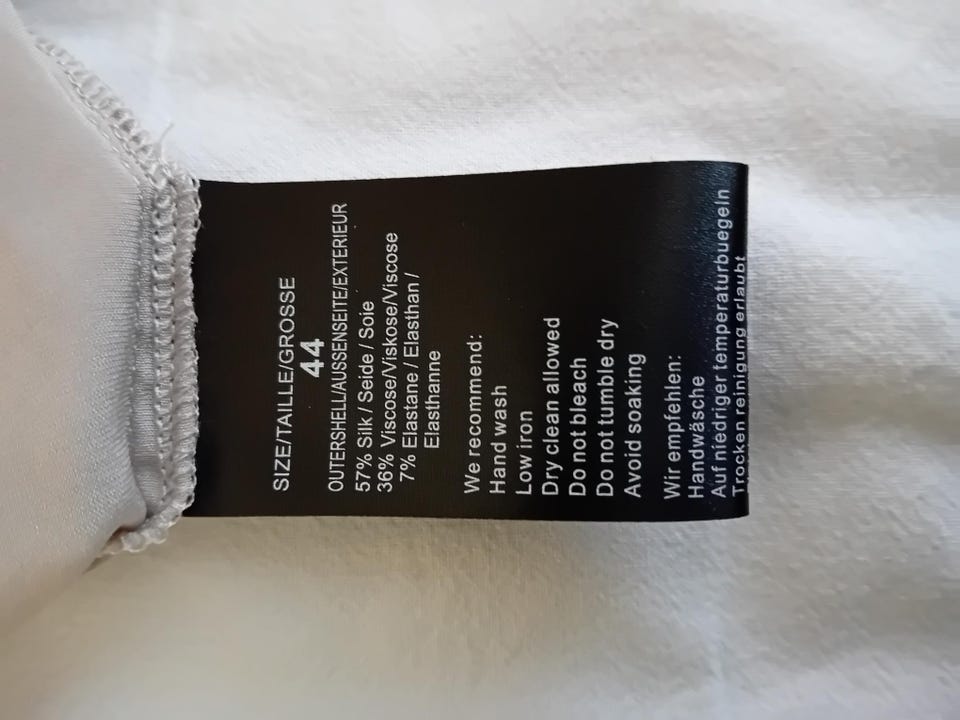 SIZE/TAILLE/GROSSE
44
OUTERSHELL/AUSSENSEITE/EXTERIEUR
57% Silk / Seide / Soie
36% Viscose/Viskose/Viscose
7% Elastane / Elasthan /
Elasthanne
We recommend:
Hand wash
Low iron
Dry clean allowed
Do not bleach
Do not tumble dry
Avoid soaking
Wir empfehlen:
Handwäsche
Auf niedriger temperaturbuegeln
Trocken reinigung erlaubt